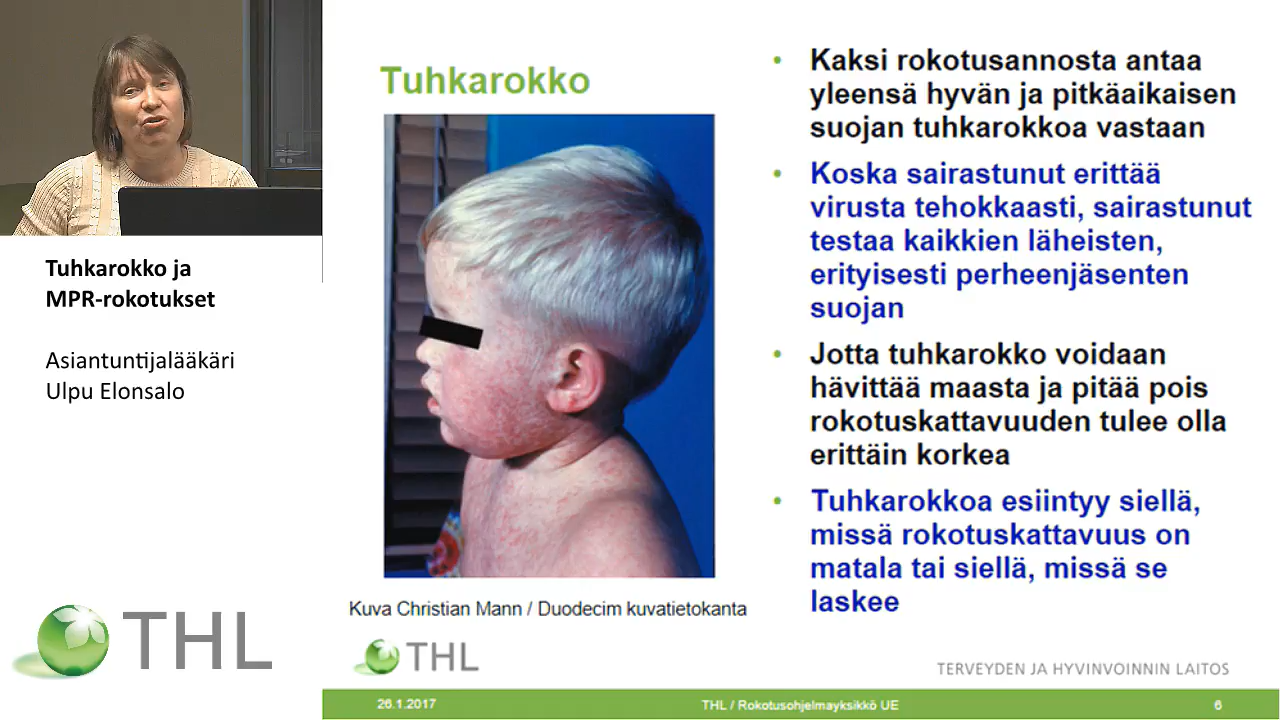 Tuhkarokko ja
MPR-rokotukset
Asiantuntijalääkäri
Ulpu Elonsalo
THL
Tuhkarokko
Kuva Christian Mann / Duodecim kuvatietokanta
• Kaksi rokotusannosta antaa
yleensä hyvän ja pitkäaikaisen
suojan tuhkarokkoa vastaan
• Koska sairastunut erittää
virusta tehokkaasti, sairastunut
testaa kaikkien läheisten,
erityisesti perheenjäsenten
suojan
• Jotta tuhkarokko voidaan
hävittää maasta ja pitää pois
rokotuskattavuuden tulee olla
erittäin korkea
• Tuhkarokkoa esiintyy siellä,
missä rokotuskattavuus on
matala tai siellä, missä se
laskee
THL
TERVEYDEN JA HYVINVOINNIN LAITOS
26.1.2017
THL / Rokotusohjelmayksikkö UE
6